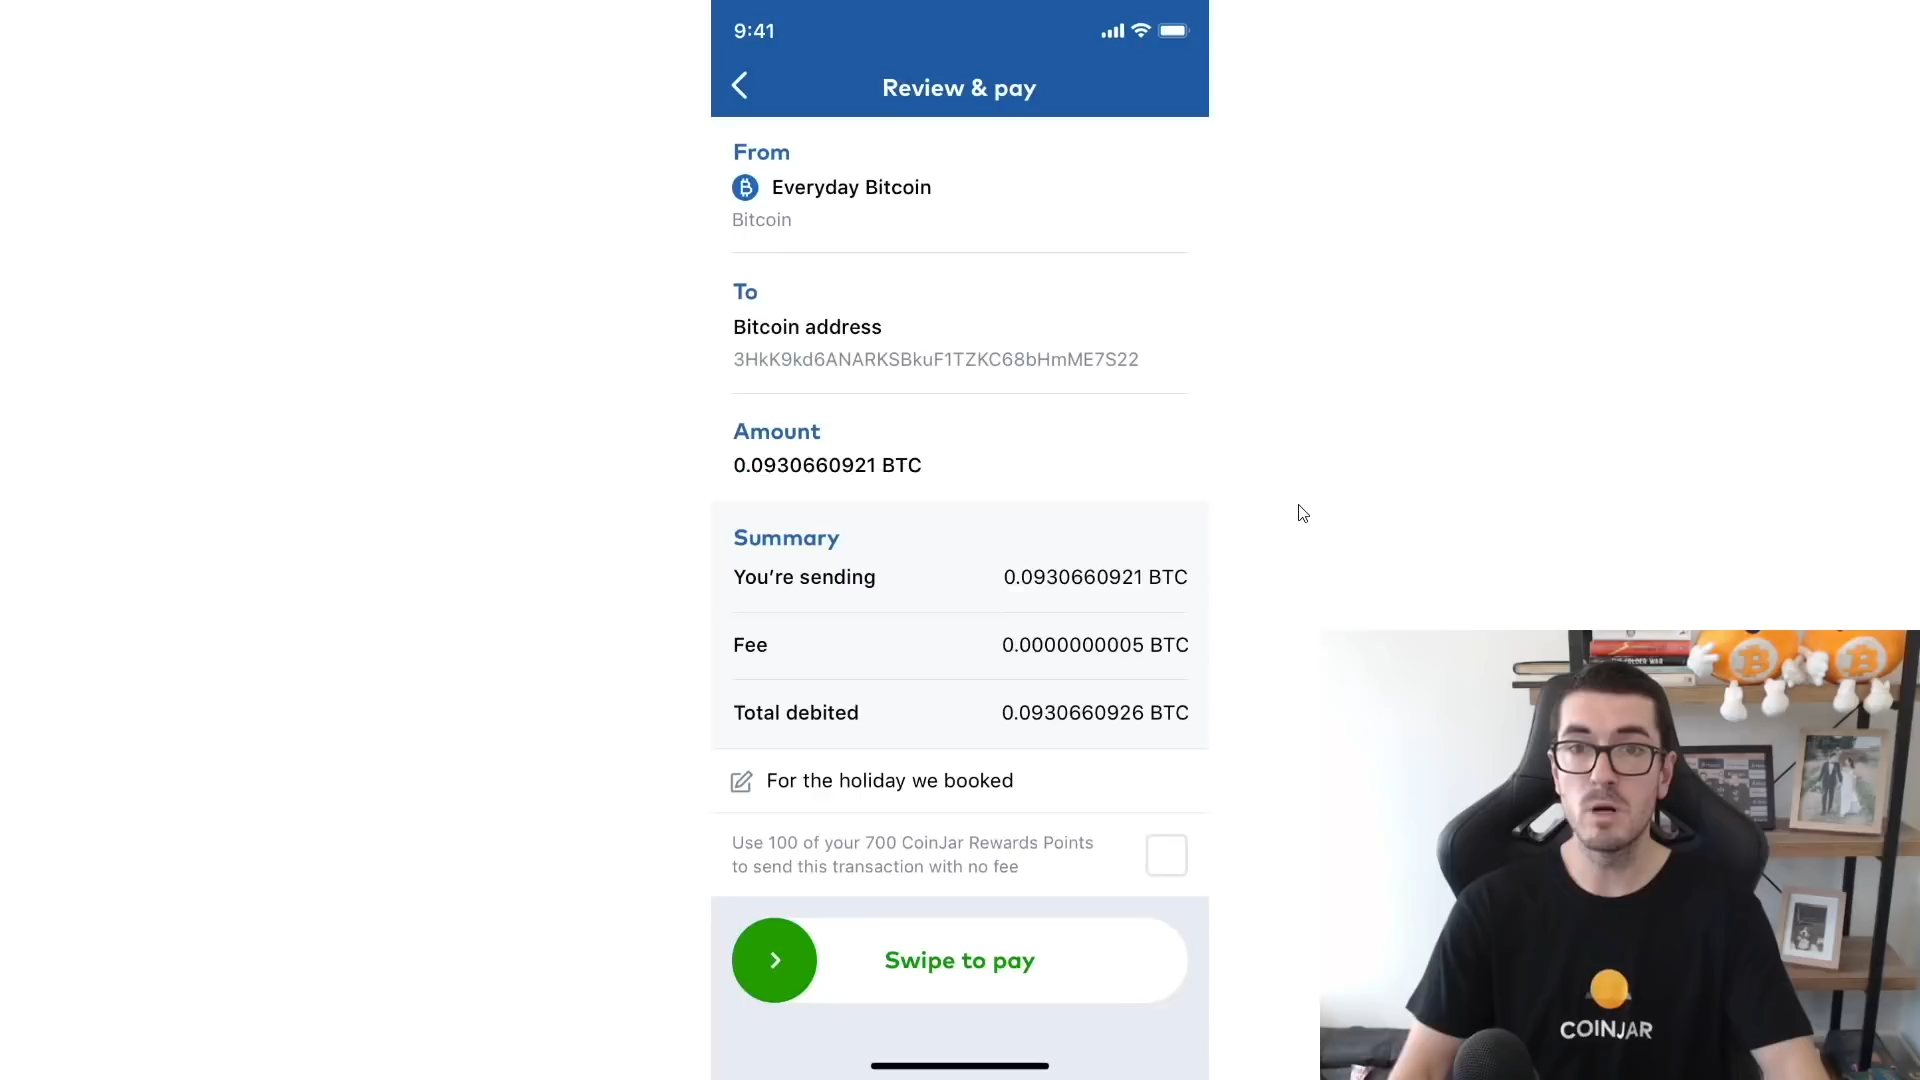 9:41
Review & pay
From
Everyday Bitcoin
Bitcoin
To
Bitcoin address
3HkK9kd6ANARKSBkuF1TZKC68bHmME7S22
Amount
0.0930660921 BTC
Summary
You're sending 0.0930660921 BTC
Fee 0.0000000005 BTC
Total debited 0.0930660926 BTC
For the holiday we booked
Use 100 of your 700 CoinJar Rewards Points
to send this transaction with no fee
Swipe to pay
COINJAR